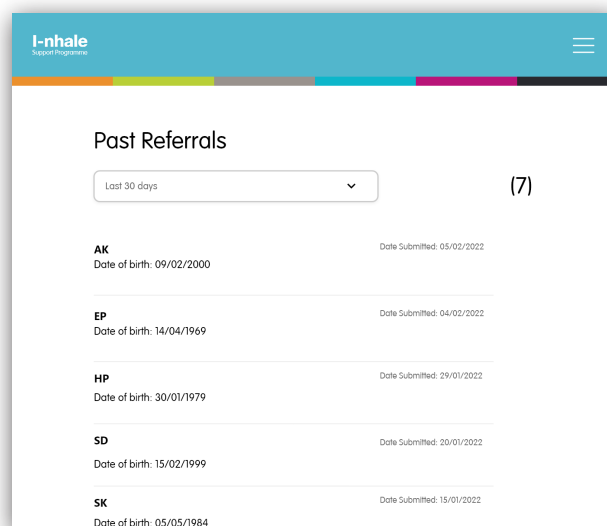 I-nhale
Support Programme
Past Referrals
Last 30 days
(7)
AK
Date Submitted: 05/02/2022
Date of birth: 09/02/2000
EP
Date Submitted: 04/02/2022
Date of birth: 14/04/1969
HP
Date Submitted: 29/01/2022
Date of birth: 30/01/1979
SD
Date Submitted: 20/01/2022
Date of birth: 15/02/1999
SK
Date Submitted: 15/01/2022
Date of birth: 05/05/1984